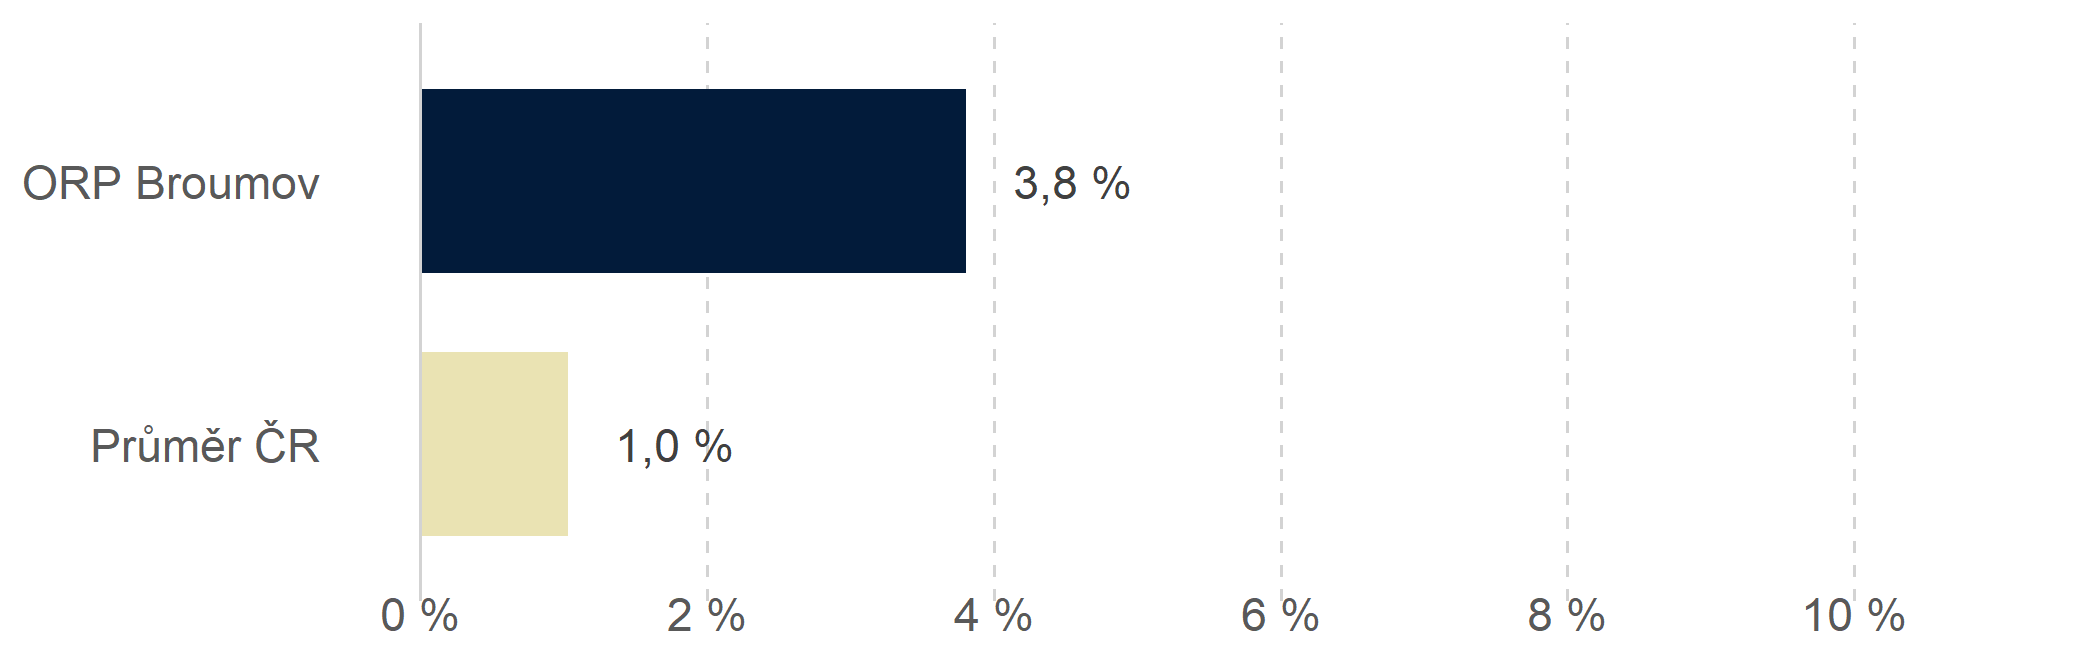 ORP Broumov
3,8 %
Průměr ČR
1,0 %
0 % 2 % 4 % 6 % 8 % 10 %